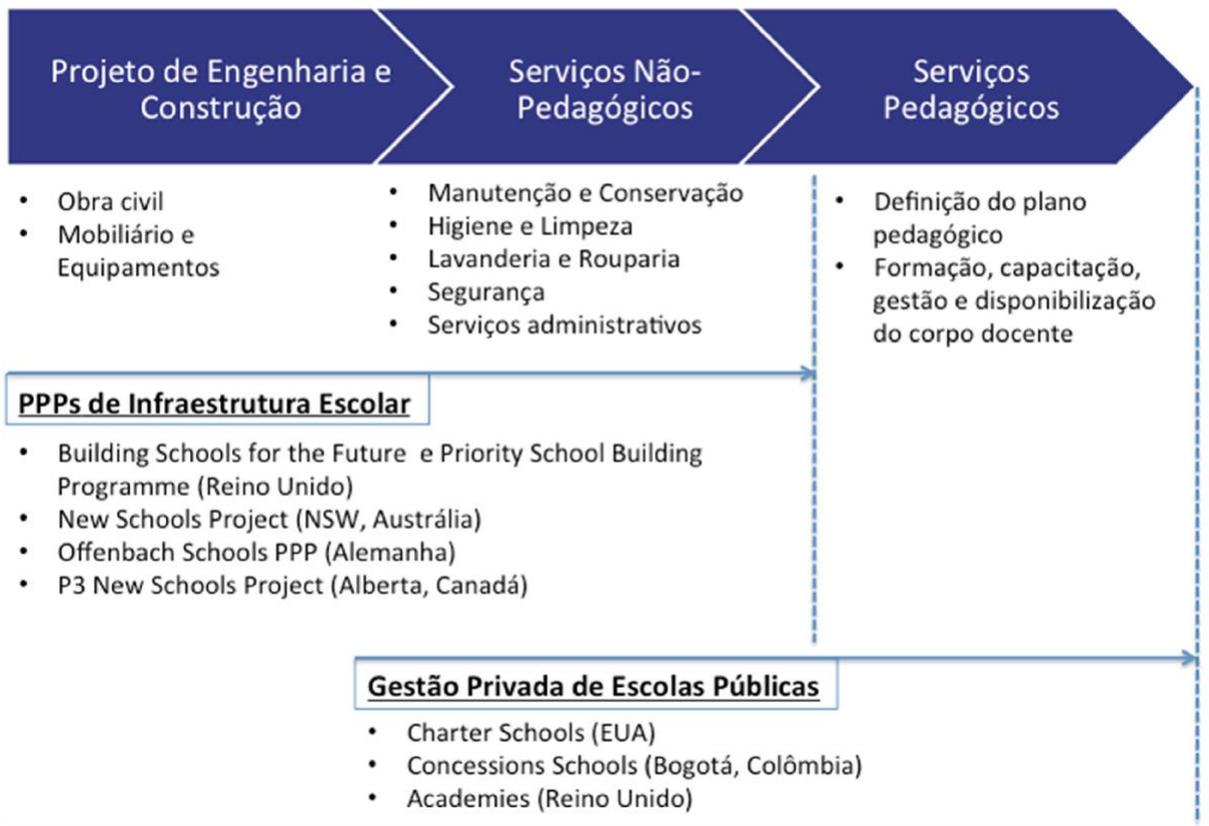 Projeto de Engenharia e
Construção
Serviços Não-
Pedagógicos
Serviços
Pedagógicos
• Obra civil
• Mobiliário e
Equipamentos
• Manutenção e Conservação
• Higiene e Limpeza
• Lavanderia e Rouparia
• Segurança
• Serviços administrativos
• Definição do plano
pedagógico
• Formação, capacitação,
gestão e disponibilização
do corpo docente
PPPs de Infraestrutura Escolar
• Building Schools for the Future e Priority School Building
Programme (Reino Unido)
• New Schools Project (NSW, Austrália)
• Offenbach Schools PPP (Alemanha)
• P3 New Schools Project (Alberta, Canadá)
Gestão Privada de Escolas Públicas
• Charter Schools (EUA)
• Concessions Schools (Bogotá, Colômbia)
• Academies (Reino Unido)